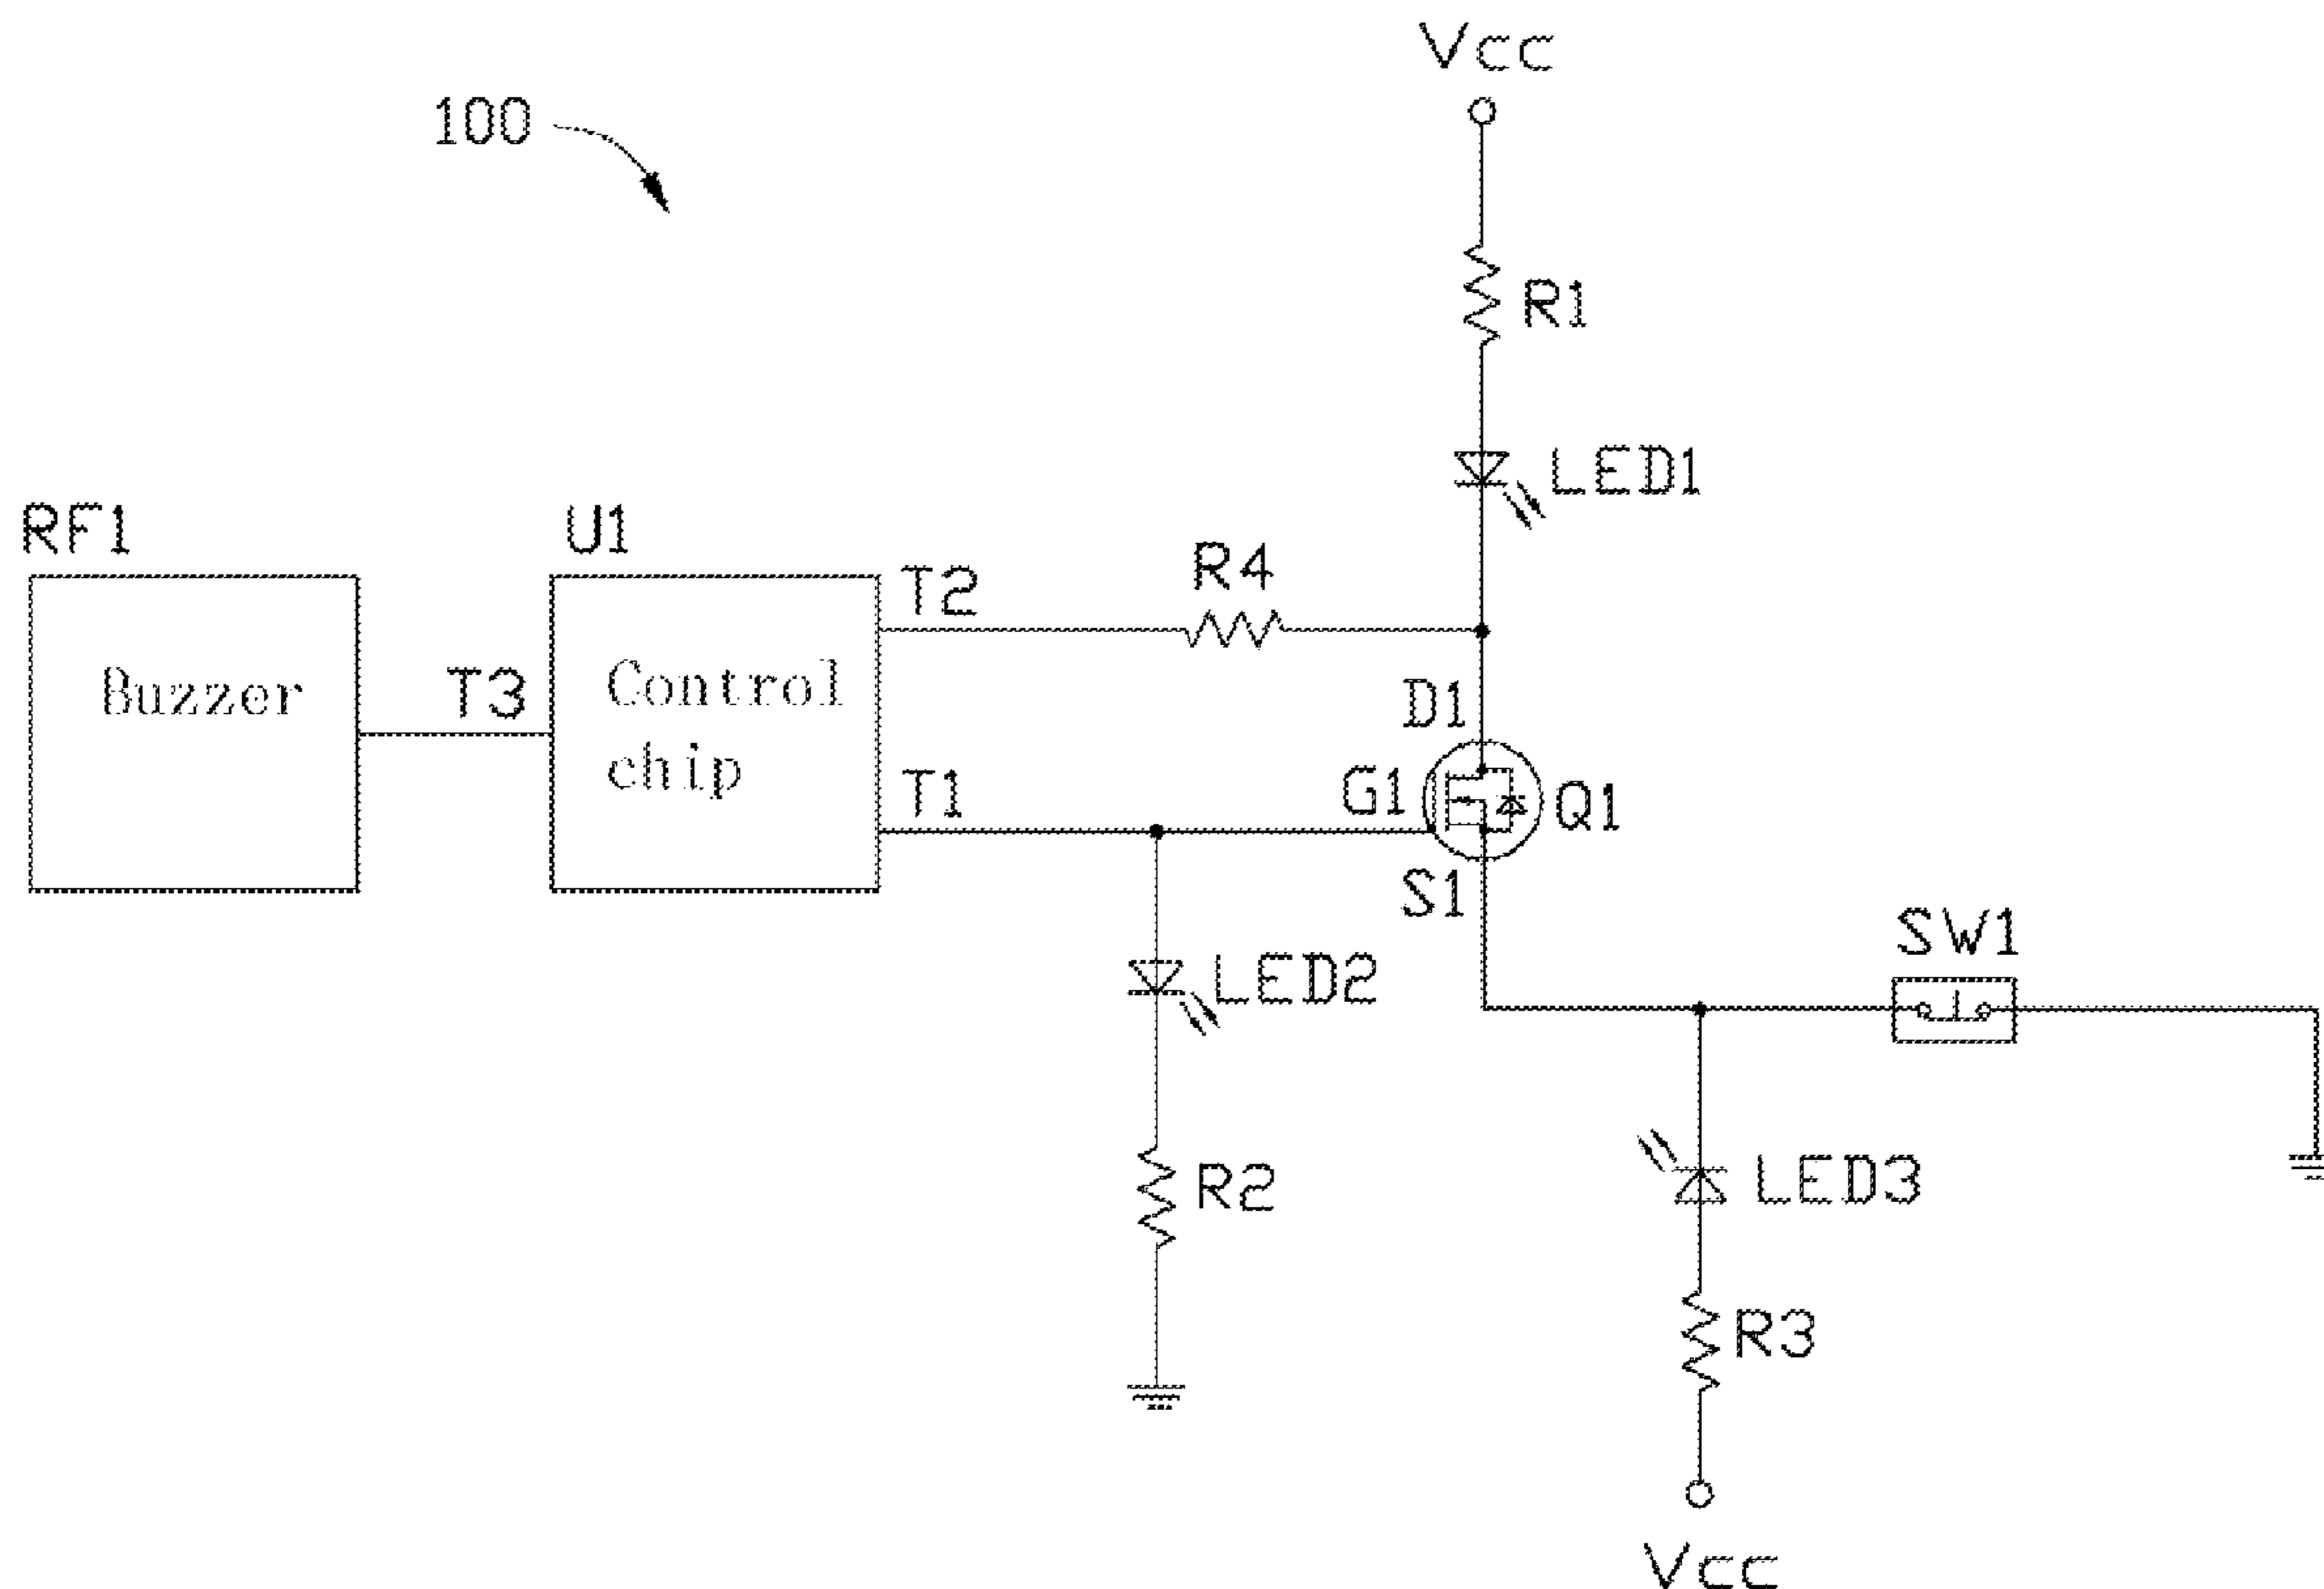 Vcc
100
R1
LED1
RF1
U1
T2
R4
Buzzer
T3
Control
chip
D1
T1
G1
Q1
S1
SW1
LED2
R2
LED3
R3
Vcc